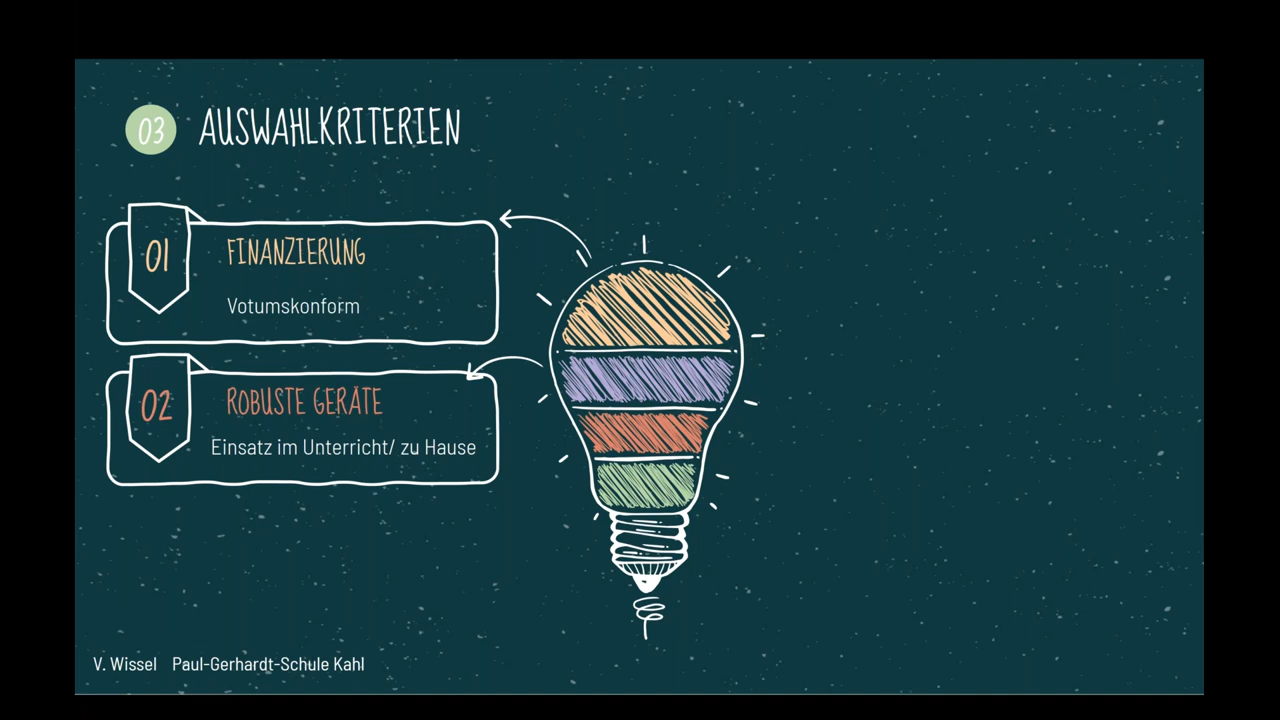 03 AUSWAHLKRITERIEN
01 FINANZIERUNG
Votumskonform
02 ROBUSTE GERÄTE
Einsatz im Unterricht/ zu Hause
V. Wissel Paul-Gerhardt-Schule Kahl